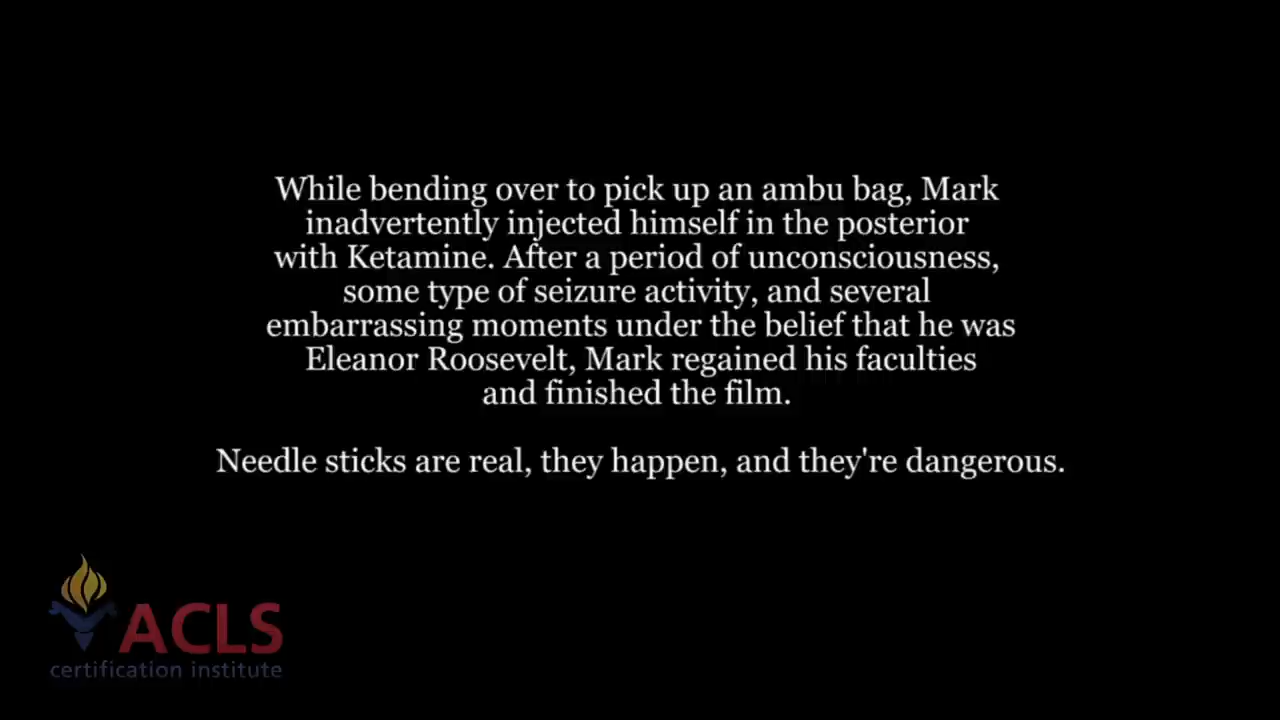 While bending over to pick up an ambu bag, Mark
inadvertently injected himself in the posterior
with Ketamine. After a period of unconsciousness,
some type of seizure activity, and several
embarrassing moments under the belief that he was
Eleanor Roosevelt, Mark regained his faculties
and finished the film.
Needle sticks are real, they happen, and they're dangerous.
ACLS
certification institute